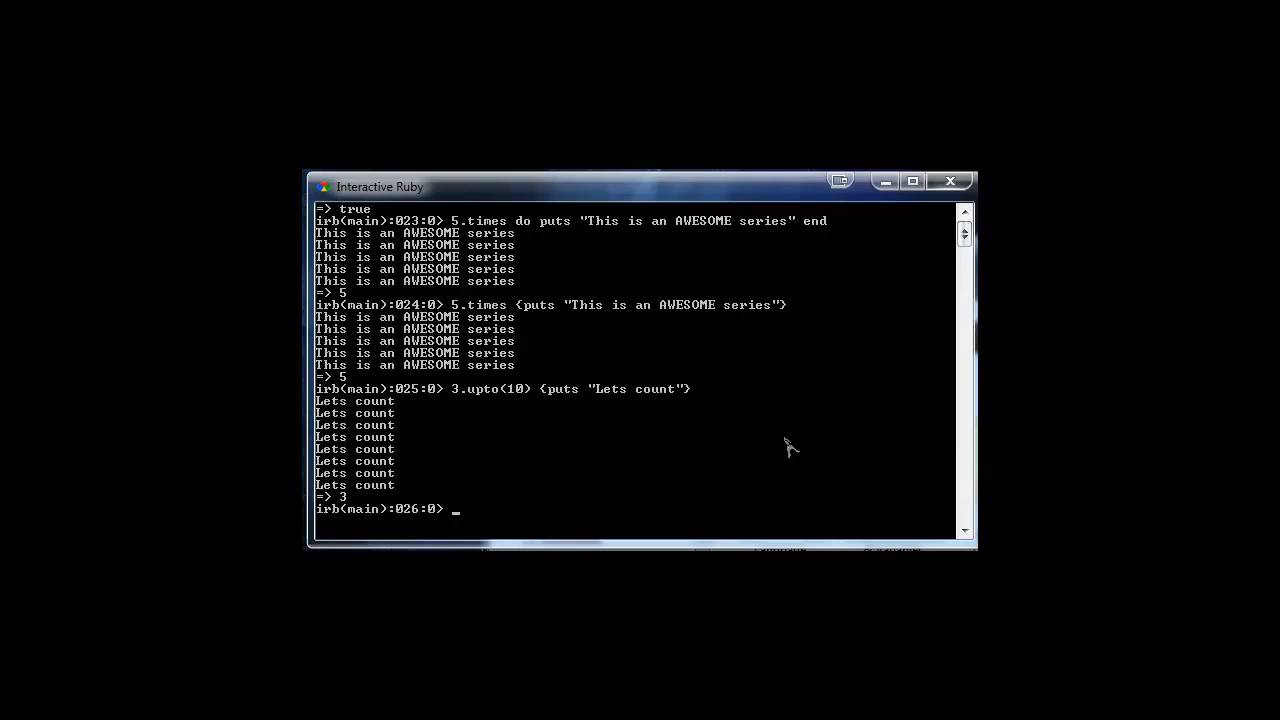 Interactive Ruby
=> true
irb(main):023:0> 5.times do puts "This is an AWESOME series" end
This is an AWESOME series
This is an AWESOME series
This is an AWESOME series
This is an AWESOME series
This is an AWESOME series
=> 5
irb(main):024:0> 5.times {puts "This is an AWESOME series"}
This is an AWESOME series
This is an AWESOME series
This is an AWESOME series
This is an AWESOME series
This is an AWESOME series
=> 5
irb(main):025:0> 3.upto(10) {puts "Lets count"}
Lets count
Lets count
Lets count
Lets count
Lets count
Lets count
Lets count
Lets count
=> 3
irb(main):026:0> _